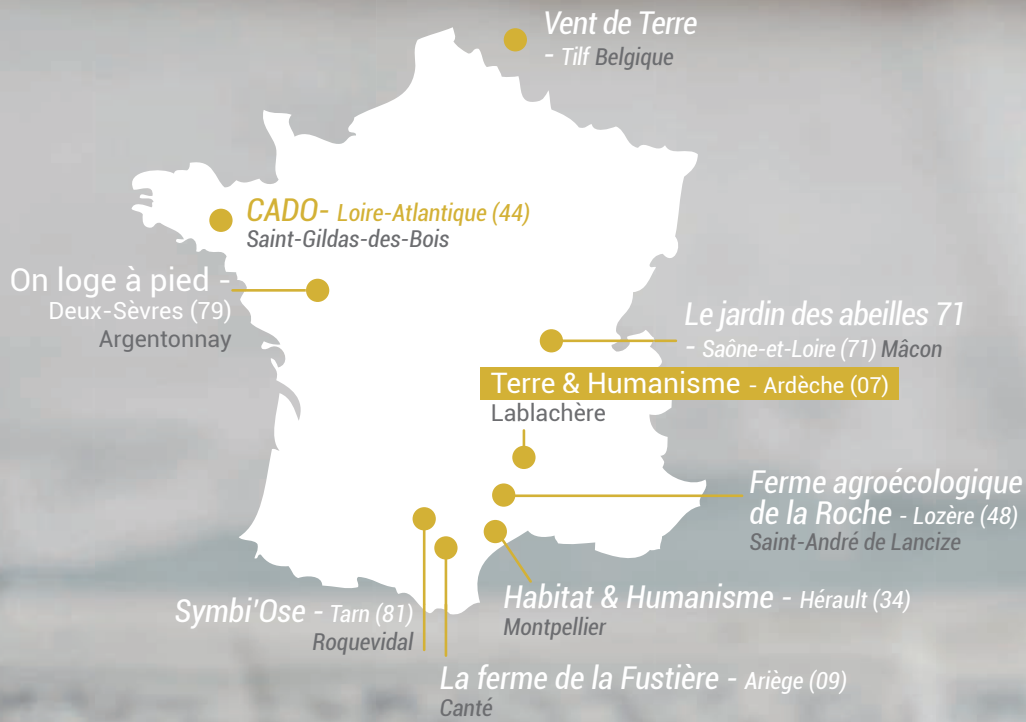 Vent de Terre
- Tilf Belgique
CADO- Loire-Atlantique (44)
Saint-Gildas-des-Bois
On loge à pied -
Deux-Sèvres (79)
Argentonnay
Le jardin des abeilles 71
- Saône-et-Loire (71) Mâcon
Terre & Humanisme - Ardèche (07)
Lablachère
Ferme agroécologique
de la Roche - Lozère (48)
Saint-André de Lancize
Habitat & Humanisme - Hérault (34)
Montpellier
Symbi'Ose - Tarn (81)
Roquevidal
La ferme de la Fustière - Ariège (09)
Canté